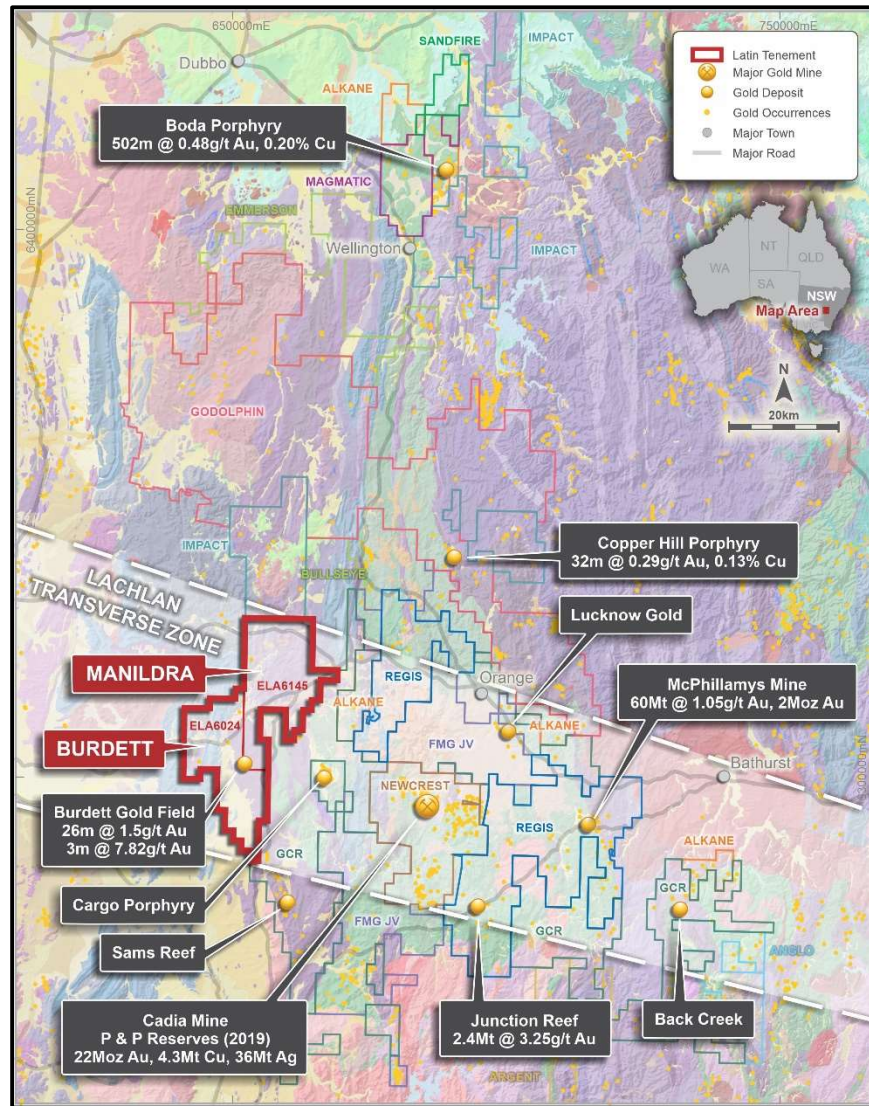 650000mE
750000mE
SANDFIRE
IMPACT
Dubbo
ALKANE
Latin Tenement
Major Gold Mine
Gold Deposit
Gold Occurrences
Major Town
Major Road
Boda Porphyry
502m @ 0.48g/t Au, 0.20% Cu
MAGMATIC
EMMERSON
6400000mN
Wellington
IMPACT
NT
QLD
WA
SA
NSW
Map Area
N
20km
GODOLPHIN
IMPACT
BULLSEYE
Copper Hill Porphyry
32m @ 0.29g/t Au, 0.13% Cu
LACHLAN
TRANSVERSE ZONE
Lucknow Gold
MANILDRA
ELA6145
REGIS
Orange
McPhillamys Mine
60Mt @ 1.05g/t Au, 2Moz Au
ALKANE
ALKANE
ELA6024
BURDETT
FMG JV
Bathurst
NEWCREST
Burdett Gold Field
26m @ 1.5g/t Au
3m @ 7.82g/t Au
REGIS
GCR
ALKANE
GCR
Cargo Porphyry
FMG JV
GCR
Sams Reef
ANGLO
Cadia Mine
P & P Reserves (2019)
22Moz Au, 4.3Mt Cu, 36Mt Ag
Junction Reef
2.4Mt @ 3.25g/t Au
Back Creek
ARGENT
650000mE
750000mE